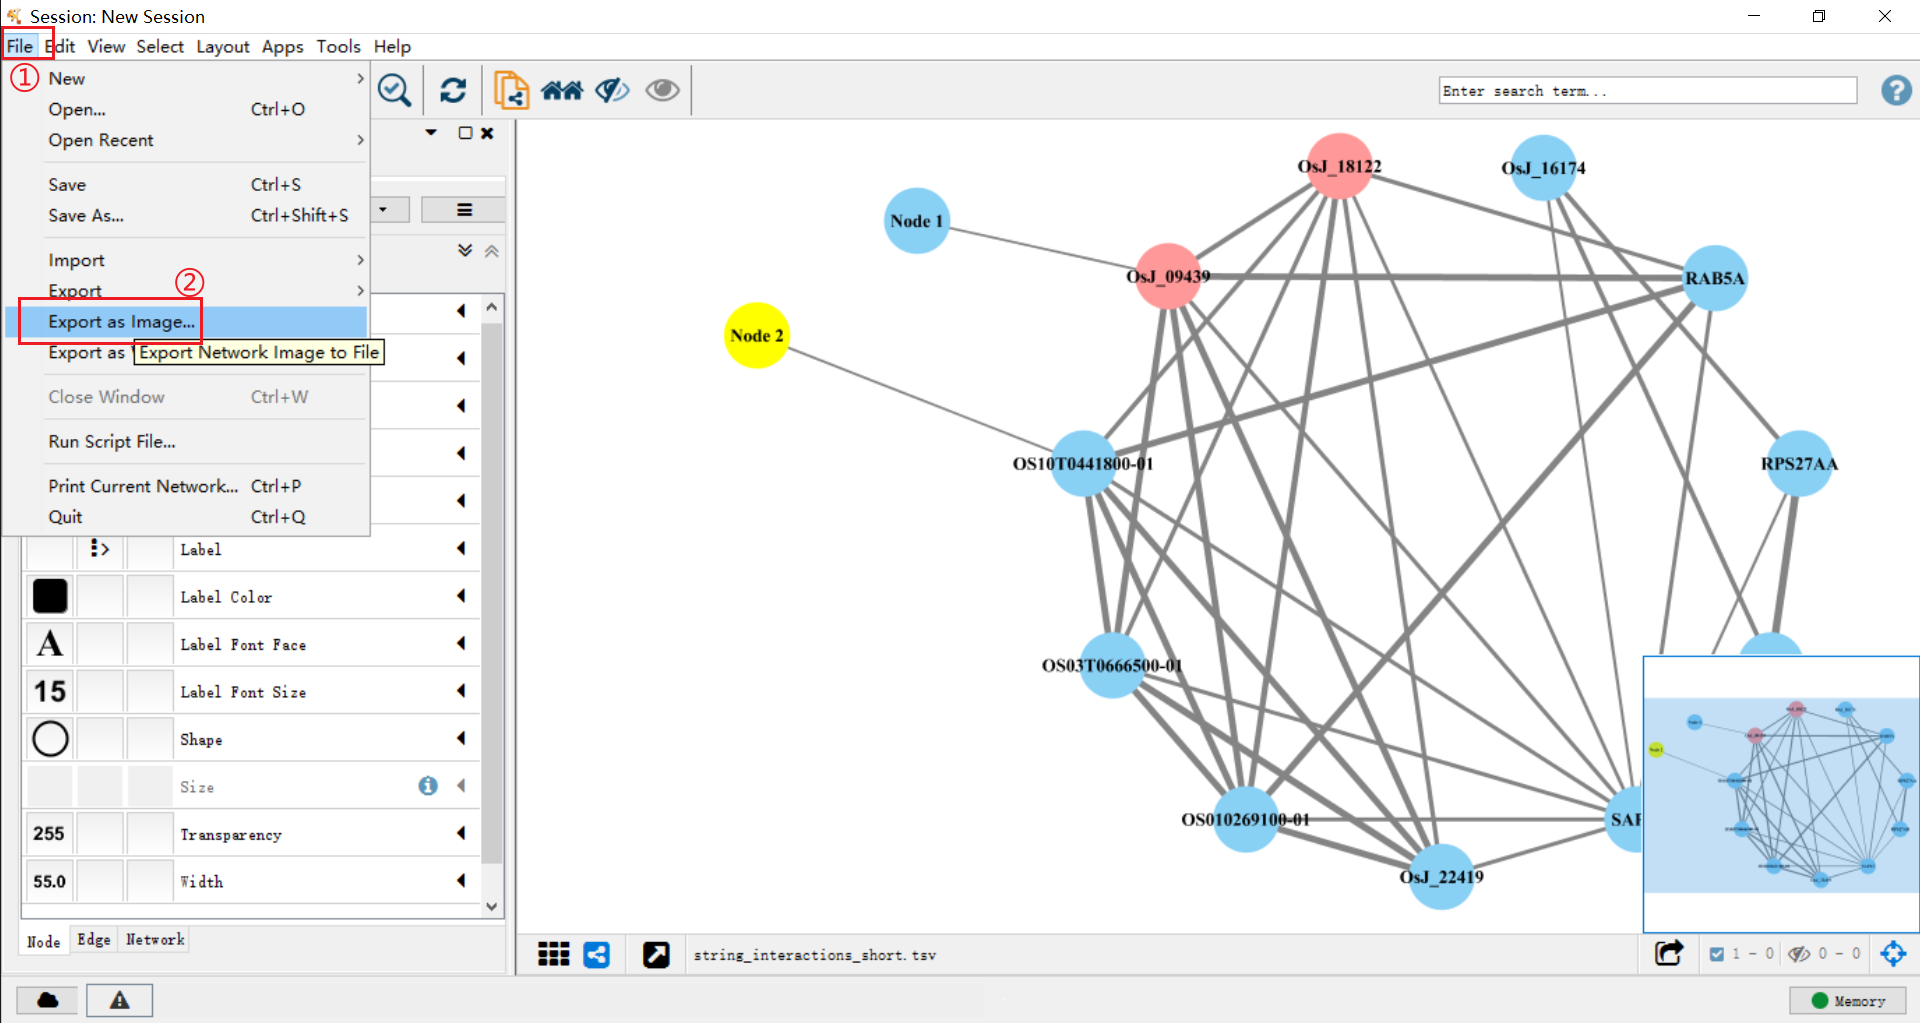 Session: New Session
File Edit View Select Layout Apps Tools Help
①
New
Open... Ctrl+O
Open Recent
Save Ctrl+S
Save As... Ctrl+Shift+S
Import
②
Export
Export as Image...
Export as
Export Network Image to File
Close Window Ctrl+W
Run Script File...
Print Current Network... Ctrl+P
Quit Ctrl+Q
Enter search term...
?
Label
Label Color
A Label Font Face
15 Label Font Size
Shape
Size
255 Transparency
55.0 Width
Node Edge Network
OsJ_18122
OsJ_16174
Node 1
OsJ_09439
RAB5A
Node 2
OS10T0441800-01
RPS27AA
OS03T0666500-01
OS010269100-01
SAR
OsJ_22419
string_interactions_short.tsv
1 - 0
0 - 0
Memory